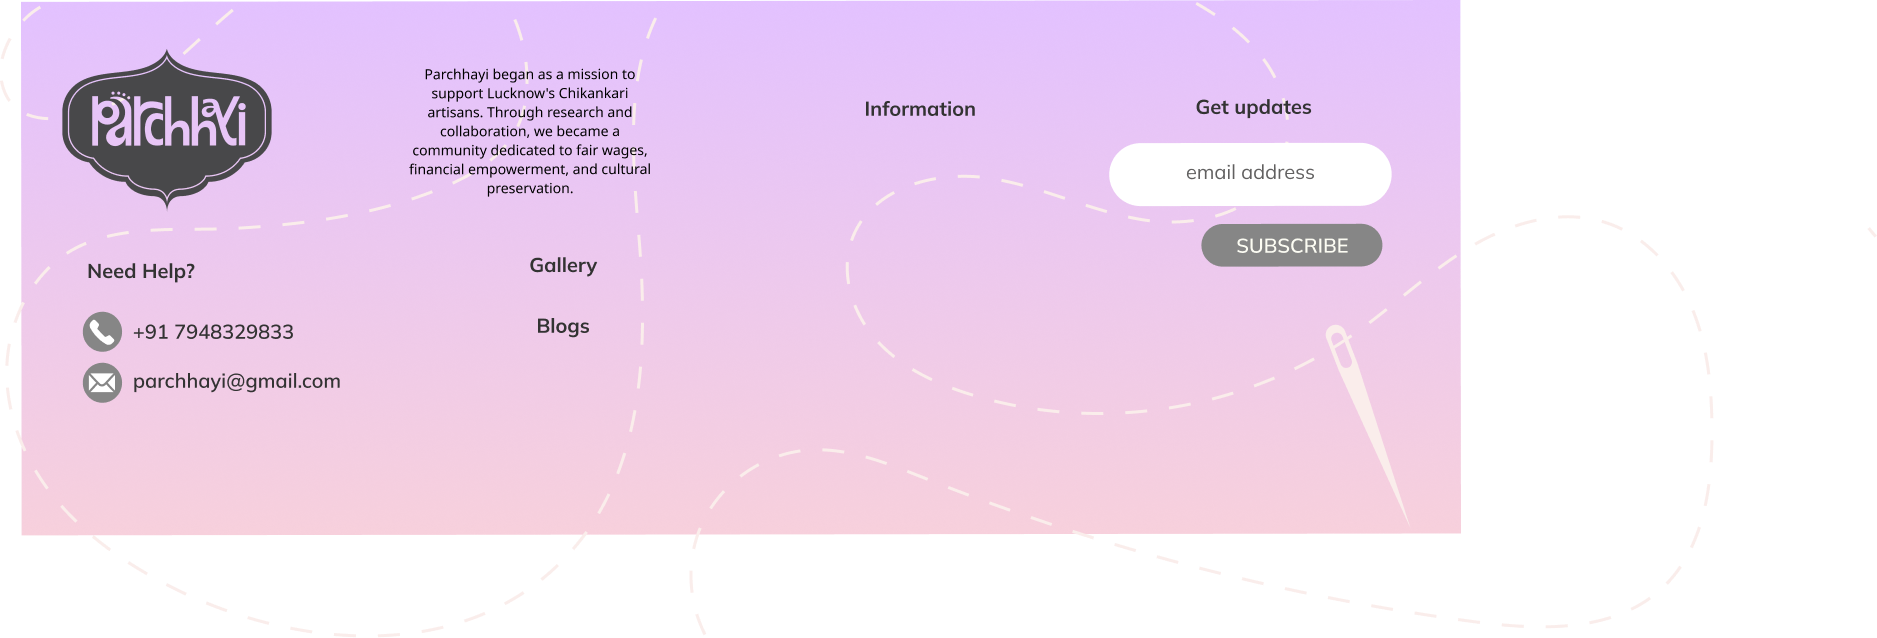 Parchhayi
Parchhayi began as a mission to
support Lucknow's Chikankari
artisans. Through research and
collaboration, we became a
community dedicated to fair wages,
financial empowerment, and cultural
preservation.
Information
Get updates
email address
SUBSCRIBE
Need Help?
+91 7948329833
parchhayi@gmail.com
Gallery
Blogs